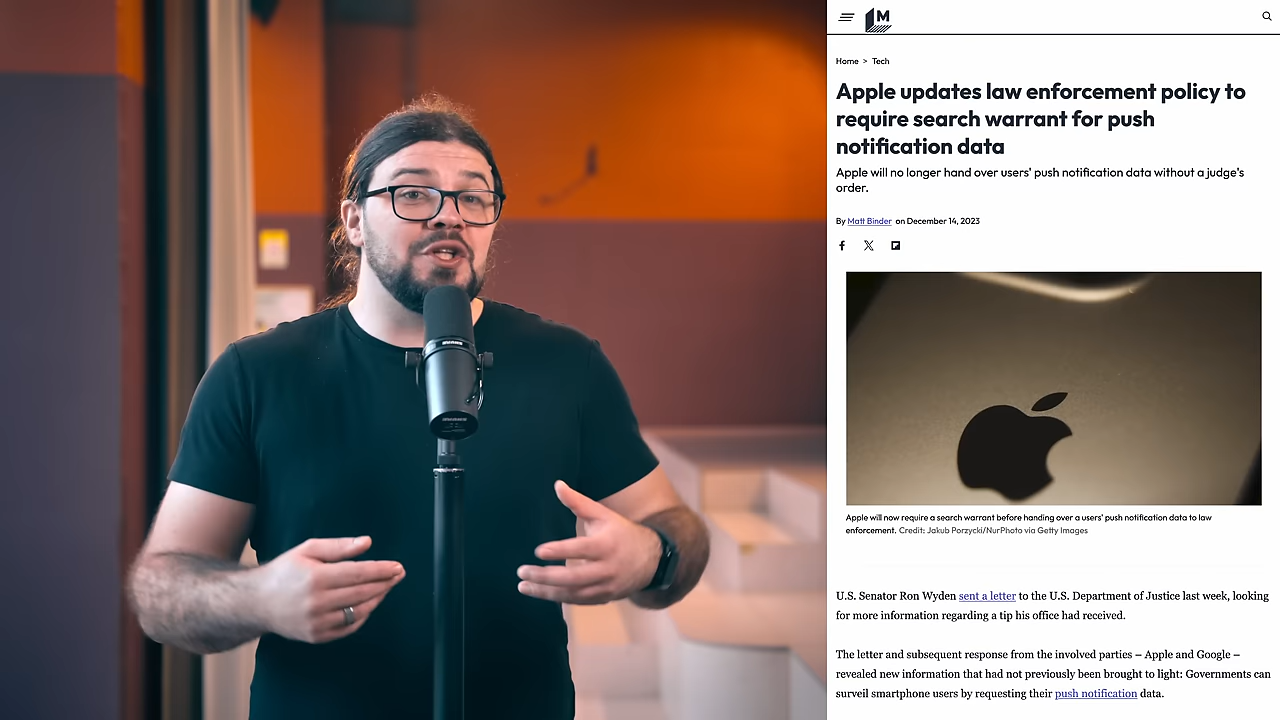 M
Home > Tech
Apple updates law enforcement policy to
require search warrant for push
notification data
Apple will no longer hand over users' push notification data without a judge's
order.
By Matt Binder on December 14, 2023
Apple will now require a search warrant before handing over a users' push notification data to law
enforcement. Credit: Jakub Porzycki/NurPhoto via Getty Images
U.S. Senator Ron Wyden sent a letter to the U.S. Department of Justice last week, looking
for more information regarding a tip his office had received.
The letter and subsequent response from the involved parties – Apple and Google –
revealed new information that had not previously been brought to light: Governments can
surveil smartphone users by requesting their push notification data.